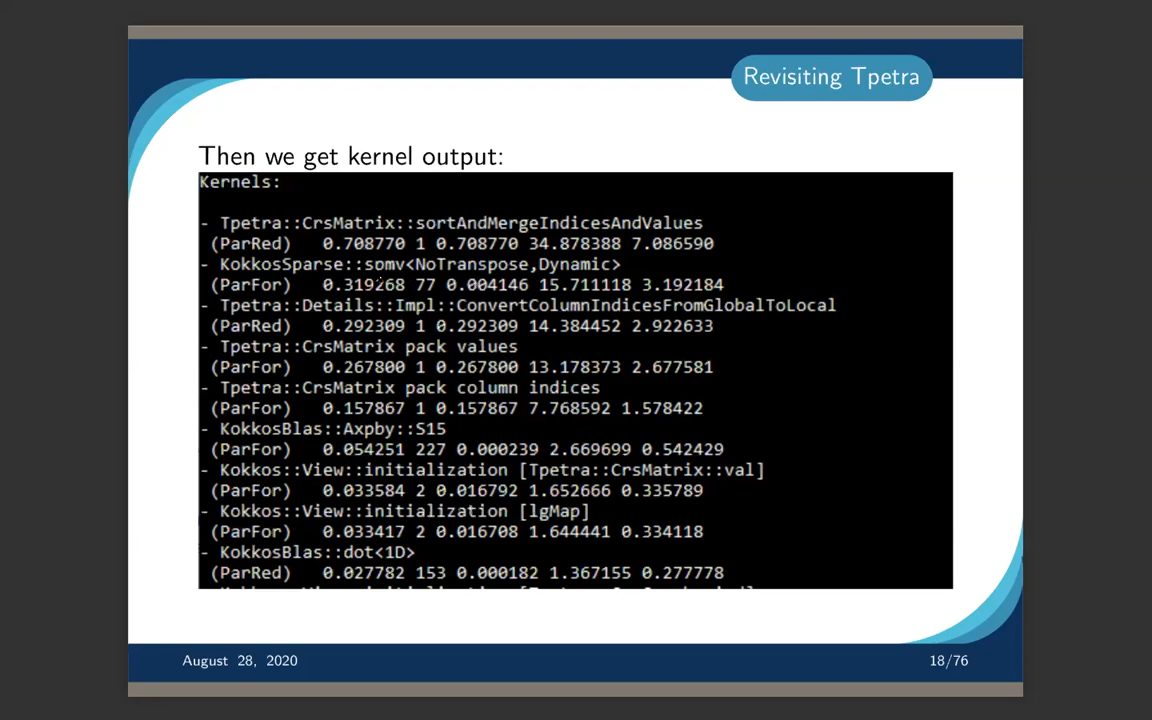 Revisiting Tpetra
Then we get kernel output:
Kernels:
- Tpetra::CrsMatrix::sortAndMergeIndicesAndValues
(ParRed) 0.708770 1 0.708770 34.878388 7.086590
- KokkosSparse::spmv<NoTranspose,Dynamic>
(ParFor) 0.319268 77 0.004146 15.711118 3.192184
- Tpetra::Details::Impl::ConvertColumnIndicesFromGlobalToLocal
(ParRed) 0.292309 1 0.292309 14.384452 2.922633
- Tpetra::CrsMatrix pack values
(ParFor) 0.267800 1 0.267800 13.178373 2.677581
- Tpetra::CrsMatrix pack column indices
(ParFor) 0.157867 1 0.157867 7.768592 1.578422
- KokkosBlas::Axpby::S15
(ParFor) 0.054251 227 0.000239 2.669699 0.542429
- Kokkos::View::initialization [Tpetra::CrsMatrix::val]
(ParFor) 0.033584 2 0.016792 1.652666 0.335789
- Kokkos::View::initialization [lgMap]
(ParFor) 0.033417 2 0.016708 1.644441 0.334118
- KokkosBlas::dot<1D>
(ParRed) 0.027782 153 0.000182 1.367155 0.277778
August 28, 2020
18/76